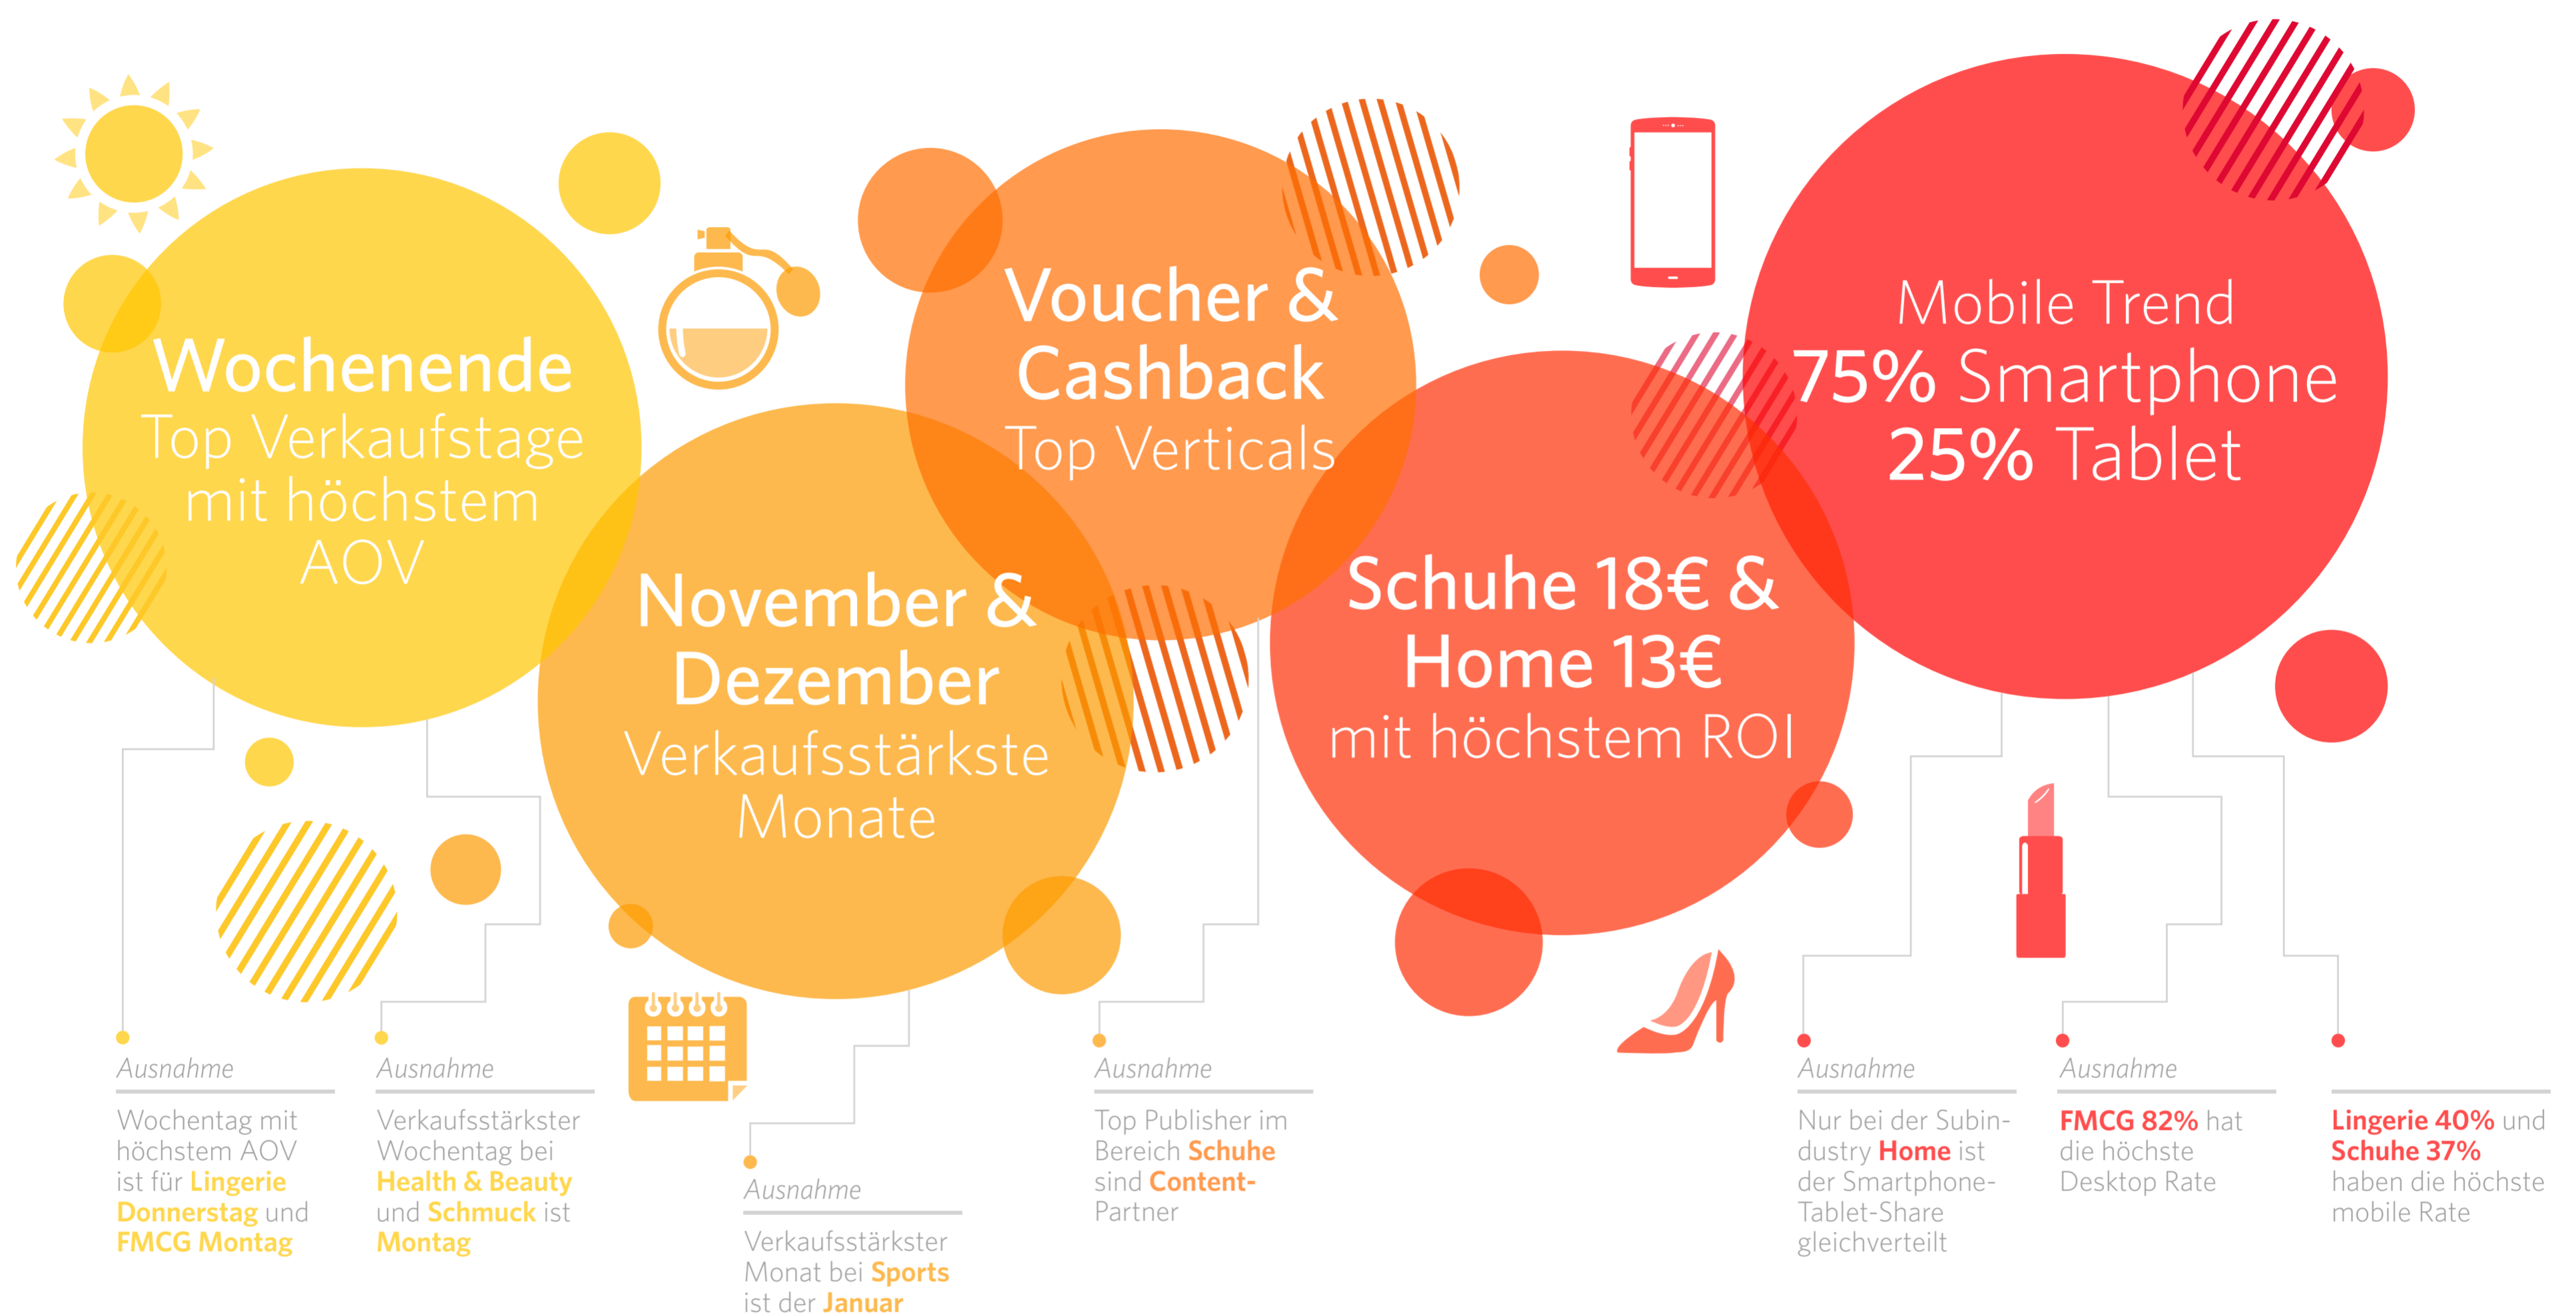 Wochenende
Top Verkaufstage
mit höchstem
AOV
November &
Dezember
Verkaufsstärkste
Monate
Voucher &
Cashback
Top Verticals
Schuhe 18€ &
Home 13€
mit höchstem ROI
Mobile Trend
75% Smartphone
25% Tablet
Ausnahme
Wochentag mit
höchstem AOV
ist für Lingerie
Donnerstag und
FMCG Montag
Ausnahme
Verkaufsstärkster
Wochentag bei
Health & Beauty
und Schmuck ist
Montag
Ausnahme
Verkaufsstärkster
Monat bei Sports
ist der Januar
Ausnahme
Top Publisher im
Bereich Schuhe
sind Content-
Partner
Ausnahme
Nur bei der Subin-
dustry Home ist
der Smartphone-
Tablet-Share
gleichverteilt
Ausnahme
FMCG 82% hat
die höchste
Desktop Rate
Lingerie 40% und
Schuhe 37%
haben die höchste
mobile Rate